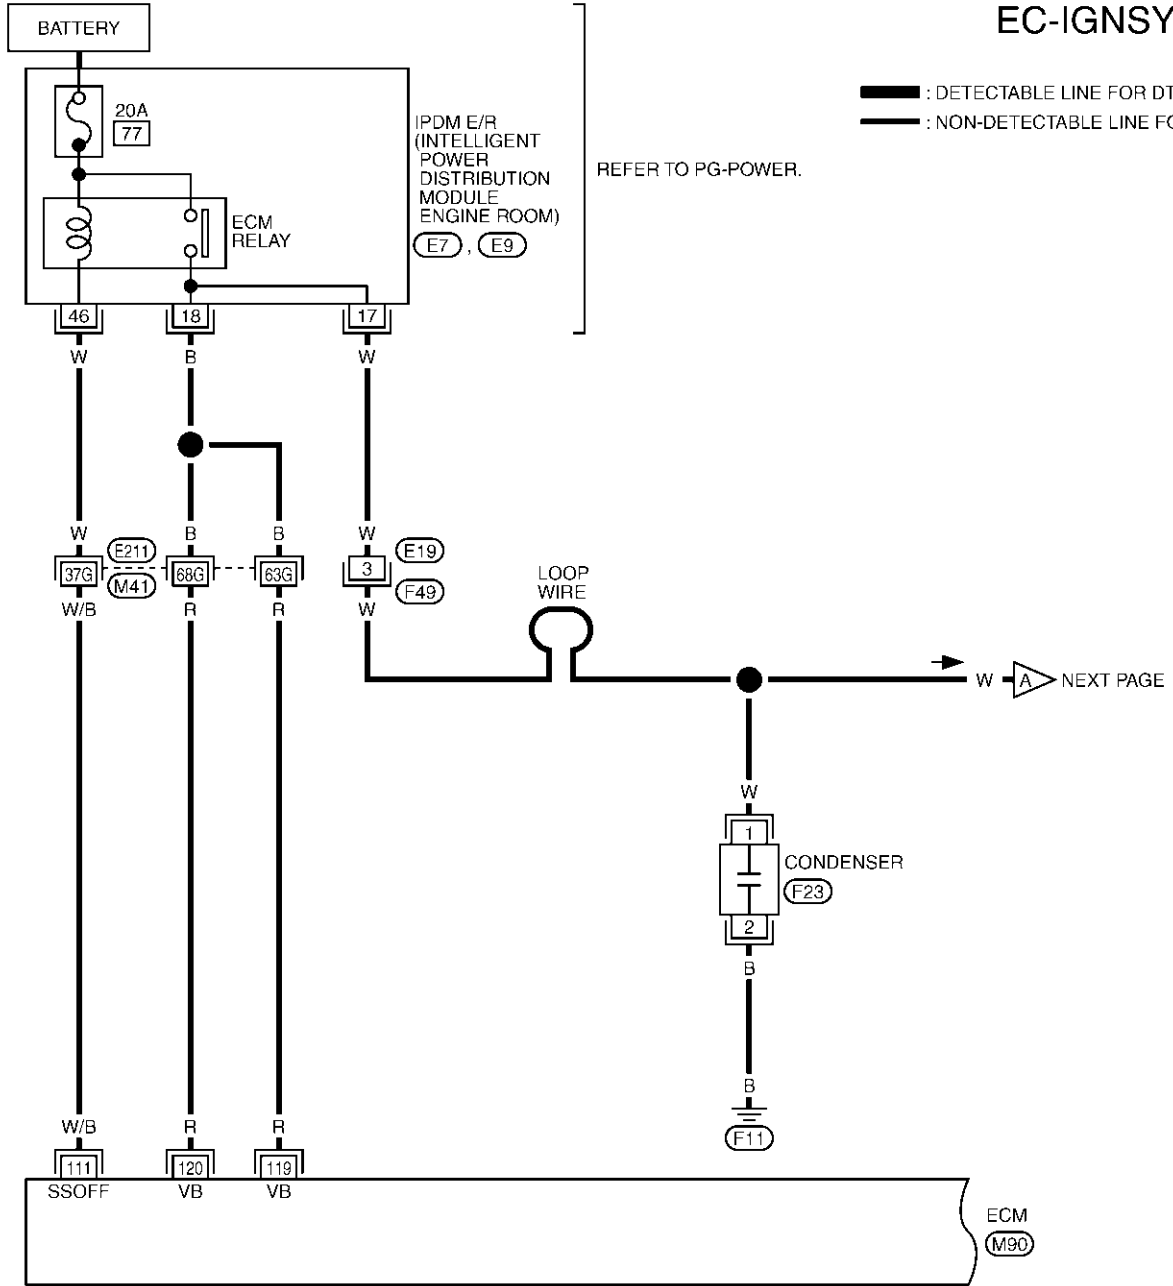 BATTERY
EC-IGNSY
: DETECTABLE LINE FOR DT
: NON-DETECTABLE LINE FO
20A
77
IPDM E/R
(INTELLIGENT
POWER
DISTRIBUTION
MODULE
ENGINE ROOM)
E7 , E9
REFER TO PG-POWER.
ECM
RELAY
46 18 17
W B W
W B B W
E211
M41
37G 68G 63G 3
E19
F49
W/B R R W
LOOP
WIRE
W A NEXT PAGE
W
1
CONDENSER
F23
2
B
B
F11
W/B R R
111 120 119
SSOFF VB VB
ECM
M90